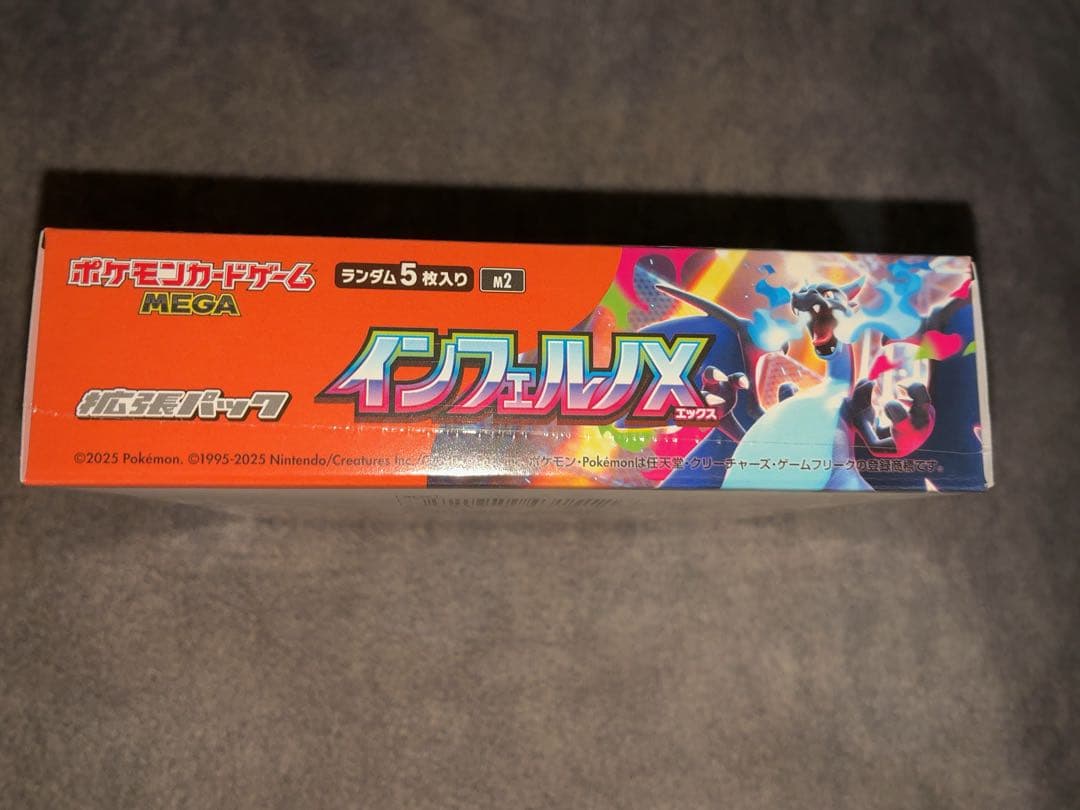 ポケモンカードゲーム
MEGA
ランダム5枚入り
M2
インフェルノX
エックス
拡張パック
©2025 Pokémon. ©1995-2025 Nintendo/Creatures Inc. ポケモン・Pokémonは任天堂・クリーチャーズ・ゲームフリークの登録商標です。